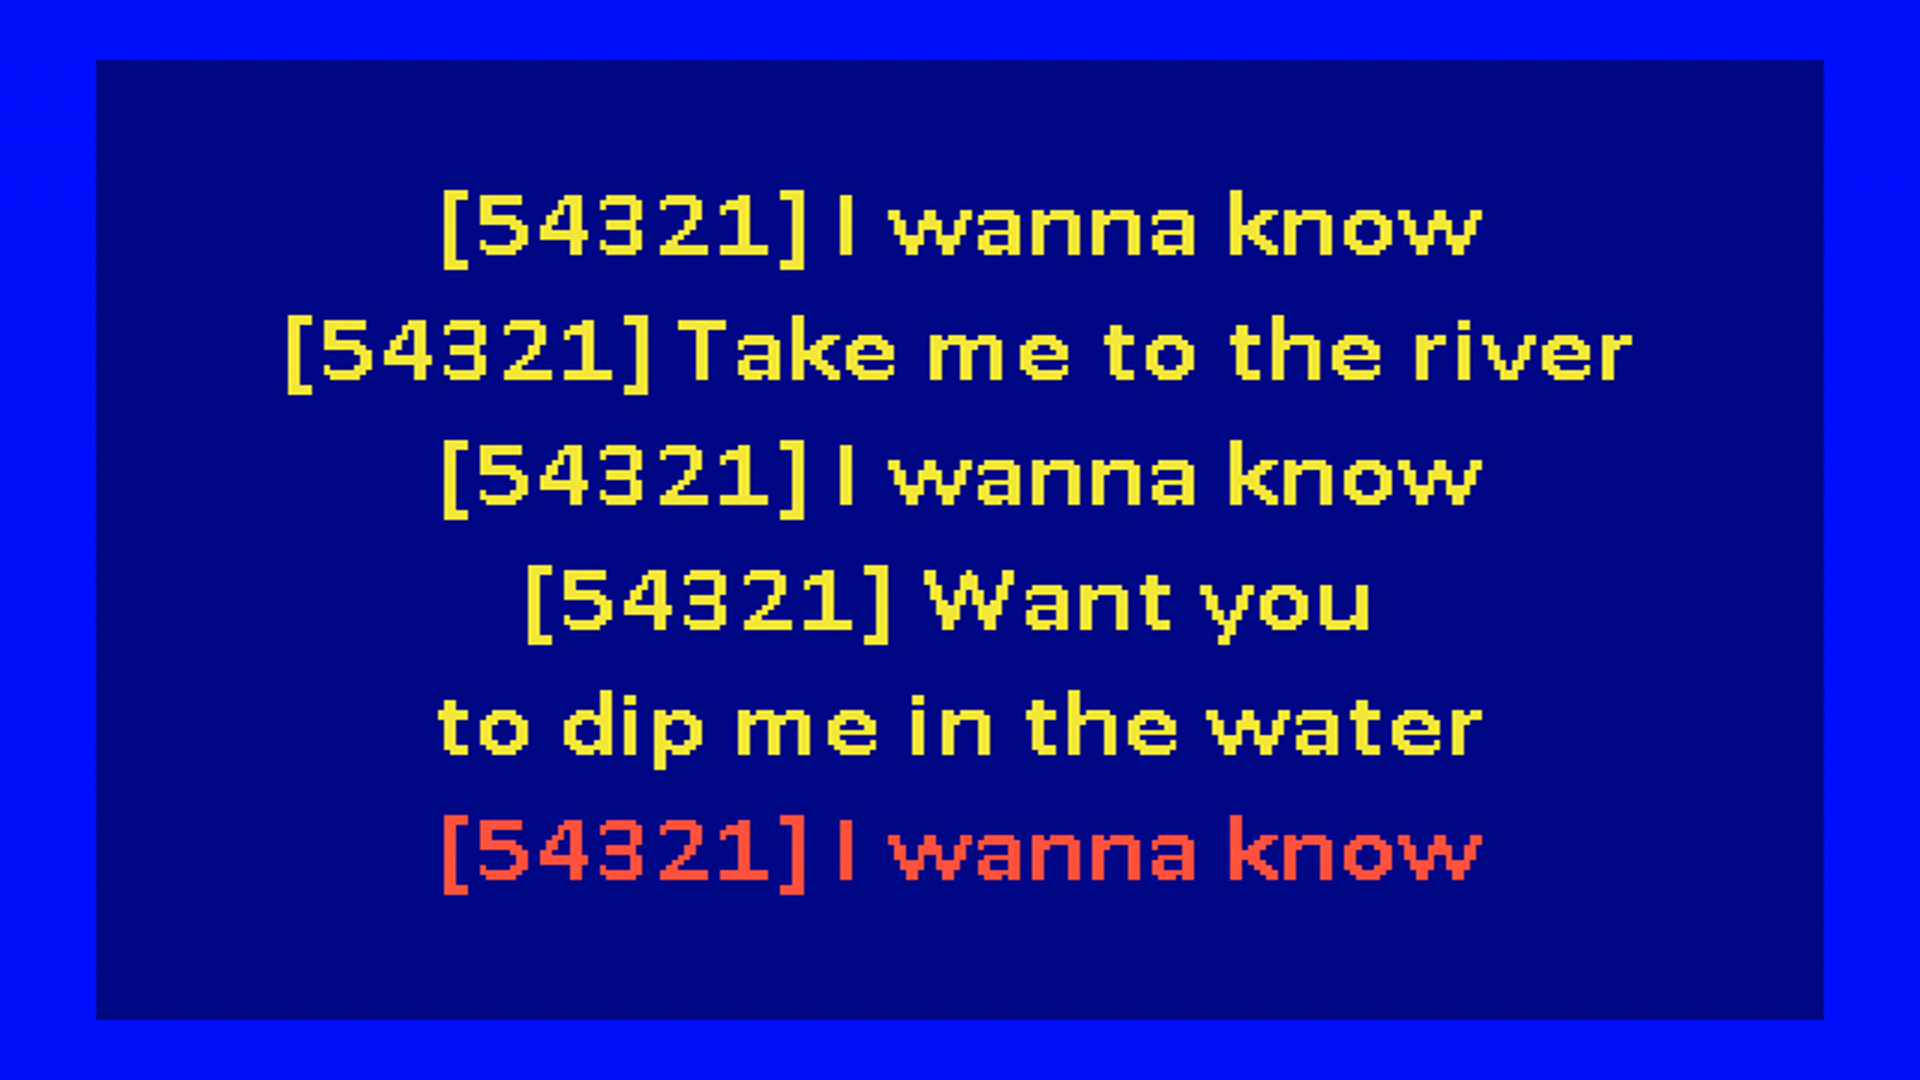 [54321] I wanna know
[54321] Take me to the river
[54321] I wanna know
[54321] Want you
to dip me in the water
[54321] I wanna know